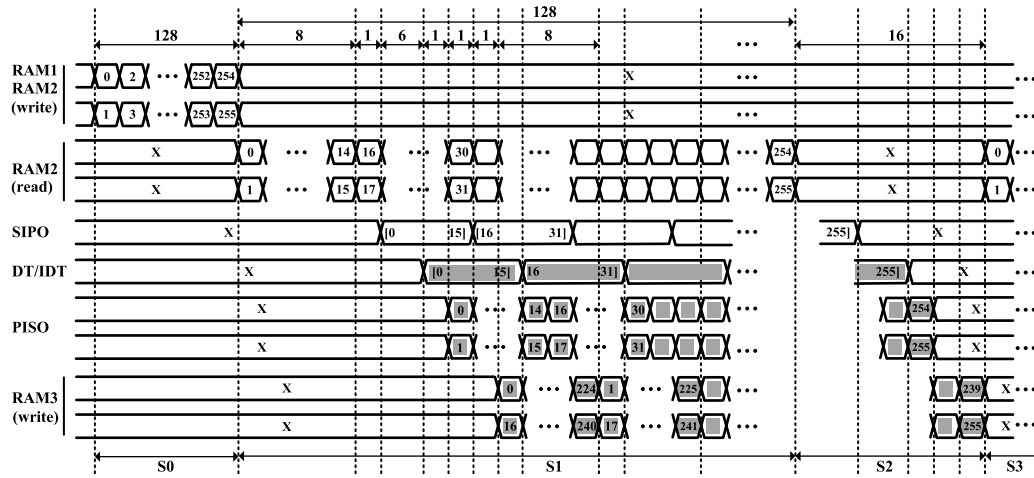 128
128 8 1 6 1 1 1 8 ••• 16
RAM1
RAM2
(write)
0 2 ••• 252 254 X ••• •••
1 3 ••• 253 255 X ••• •••
RAM2
(read)
X 0 ••• 14 16 ••• 30 ••• ••• 254 X 0 •••
X 1 ••• 15 17 ••• 31 ••• ••• 255 X 1 •••
SIPO X [0 15] [16 31] ••• 255] X •••
DT/IDT X [0 15] 16 31] ••• 255] X •••
PISO
X 0 ••• 14 16 ••• 30 ••• 254 X •••
X 1 ••• 15 17 ••• 31 ••• 255 X •••
RAM3
(write)
X 0 ••• 224 1 ••• 225 ••• 239 X •••
X 16 ••• 240 17 ••• 241 ••• 255 X •••
S0 S1 S2 S3